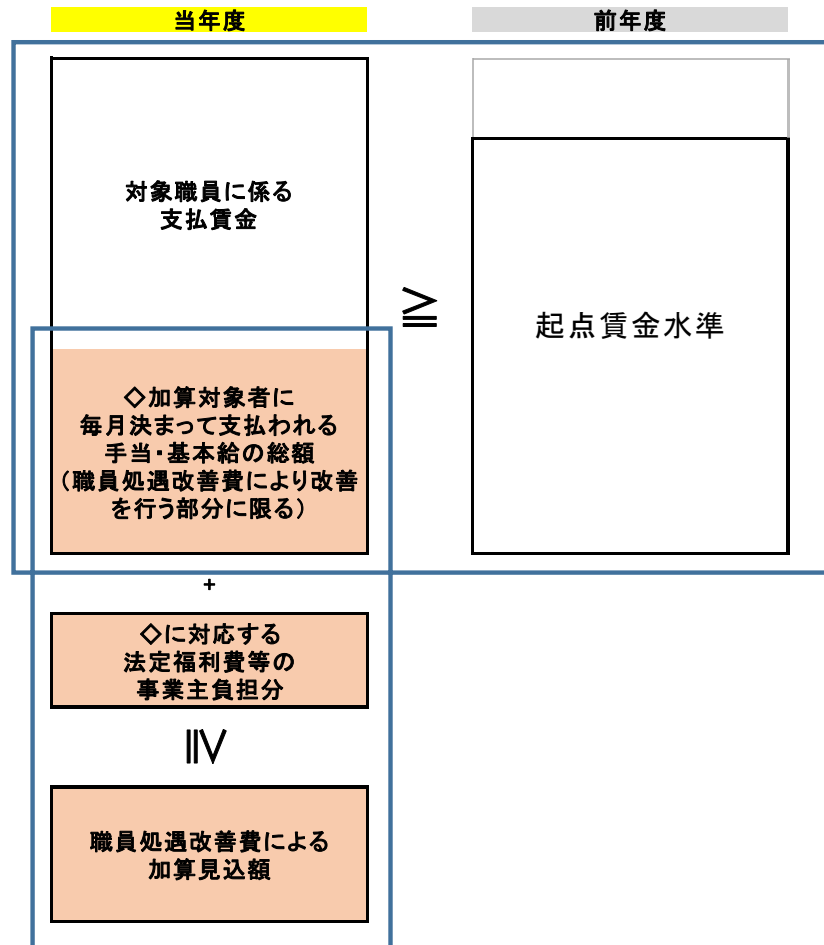 当年度
前年度
対象職員に係る
支払賃金
≧
起点賃金水準
◇加算対象者に
毎月決まって支払われる
手当・基本給の総額
（職員処遇改善費により改善
を行う部分に限る）
+
◇に対応する
法定福利費等の
事業主負担分
≧
職員処遇改善費による
加算見込額